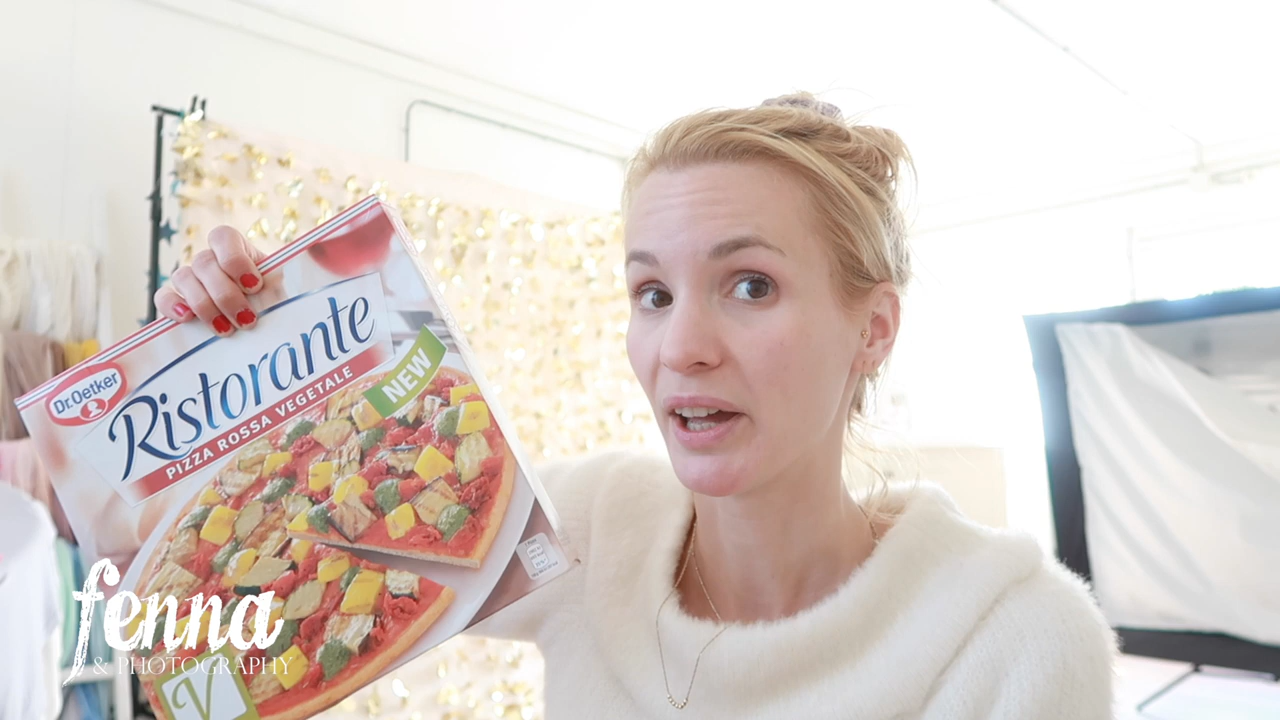 Dr. Oetker
Ristorante
PIZZA ROSSA VEGETALE
NEW
fenna
& PHOTOGRAPHY
V